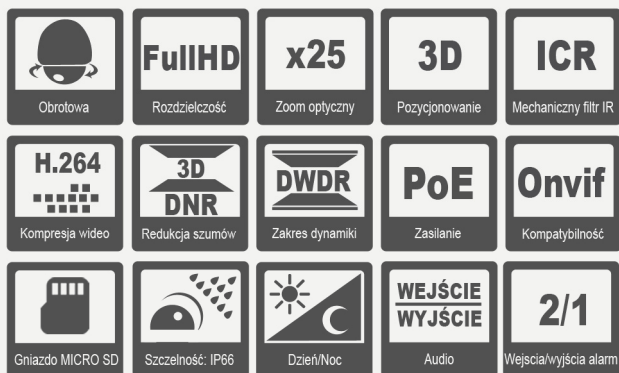 Obrotowa
FullHD
Rozdzielczość
x25
Zoom optyczny
3D
Pozycjonowanie
ICR
Mechaniczny filtr IR
H.264
Kompresja wideo
3D
DNR
Redukcja szumów
DWDR
Zakres dynamiki
PoE
Zasilanie
Onvif
Kompatybilność
Gniazdo MICRO SD
Szczelność: IP66
Dzień/Noc
WEJŚCIE
WYJŚCIE
Audio
2/1
Wejscia/wyjścia alarm